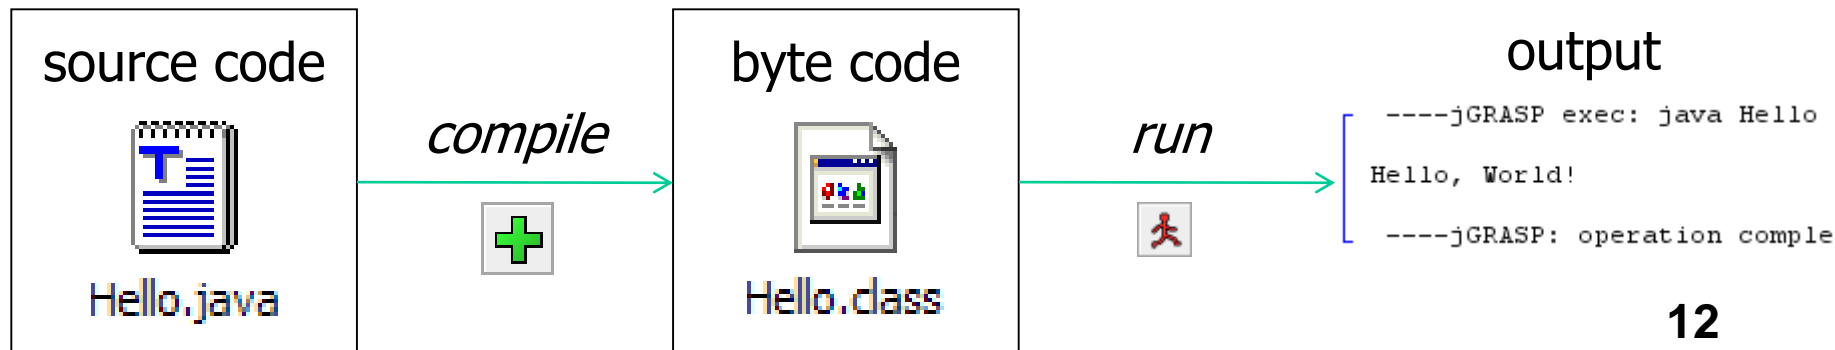 source code
Hello.java
compile
byte code
Hello.class
run
output
----jGRASP exec: java Hello
Hello, World!
----jGRASP: operation comple
12